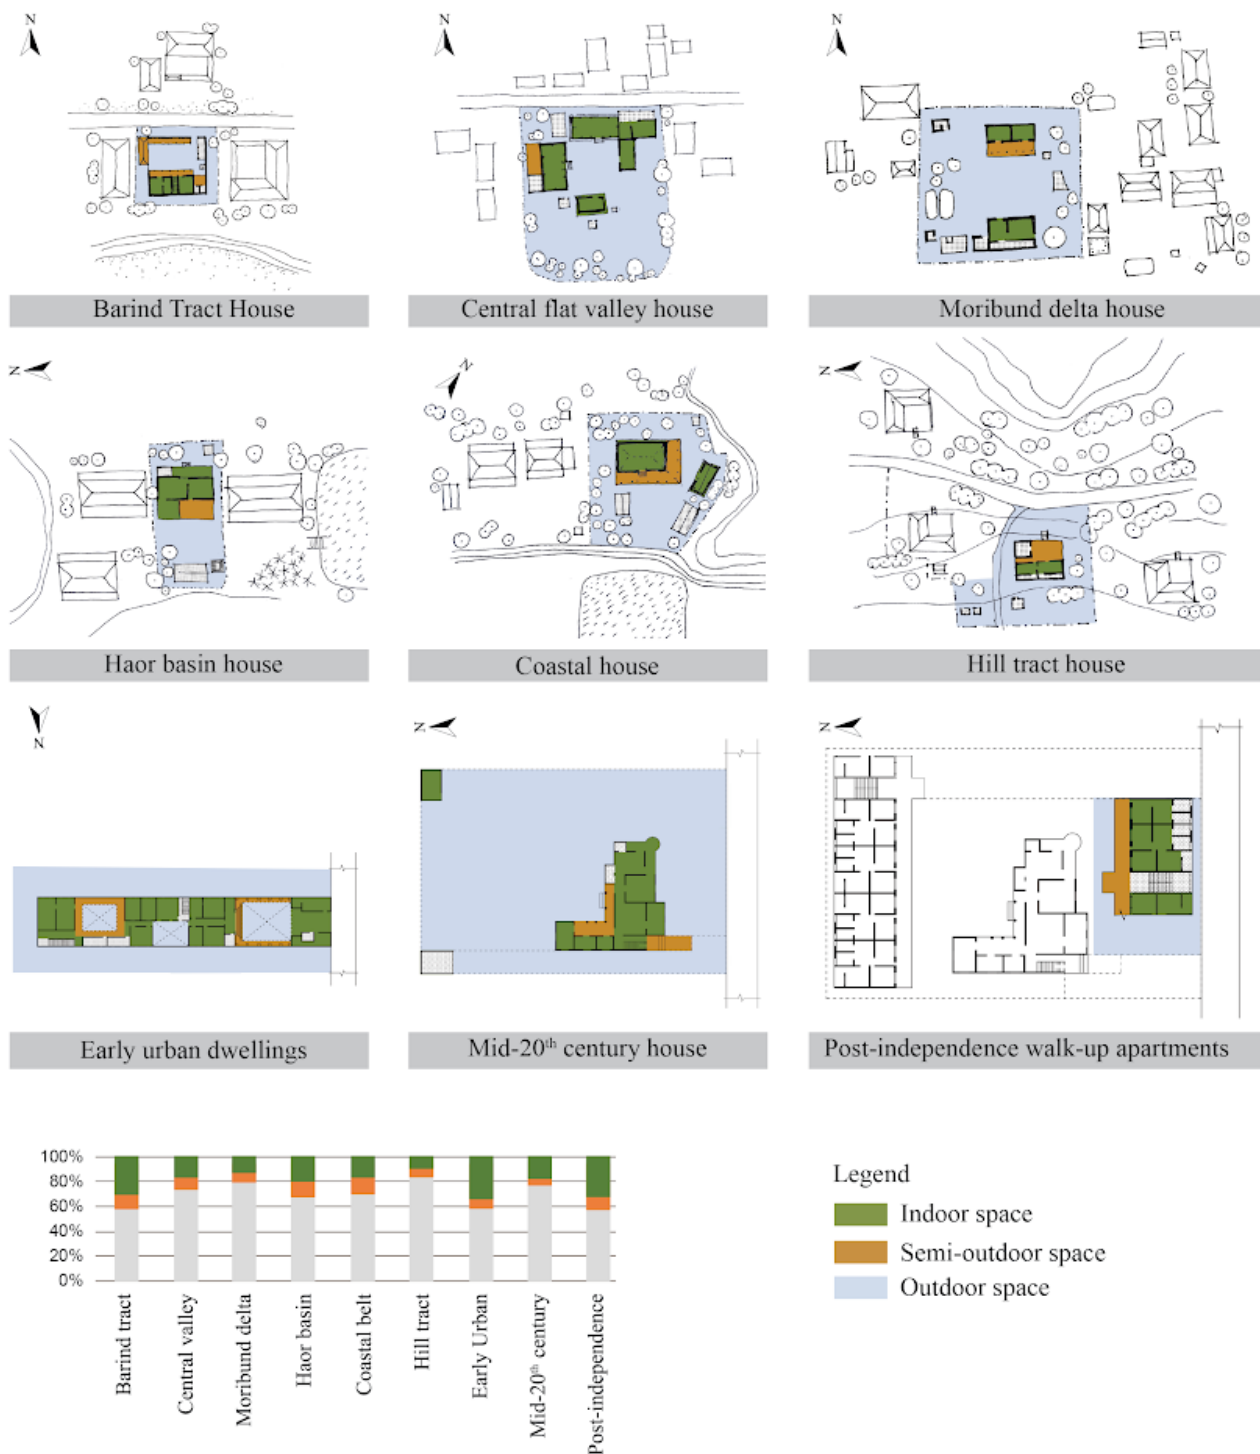 N
N
N
Barind Tract House
Central flat valley house
Moribund delta house
N
N
N
Haor basin house
Coastal house
Hill tract house
N
N
N
Early urban dwellings
Mid-20th century house
Post-independence walk-up apartments
100%
80%
60%
40%
20%
0%
Barind tract
Central valley
Moribund delta
Haor basin
Coastal belt
Hill tract
Early Urban
Mid-20th century
Post-independence
Legend
Indoor space
Semi-outdoor space
Outdoor space